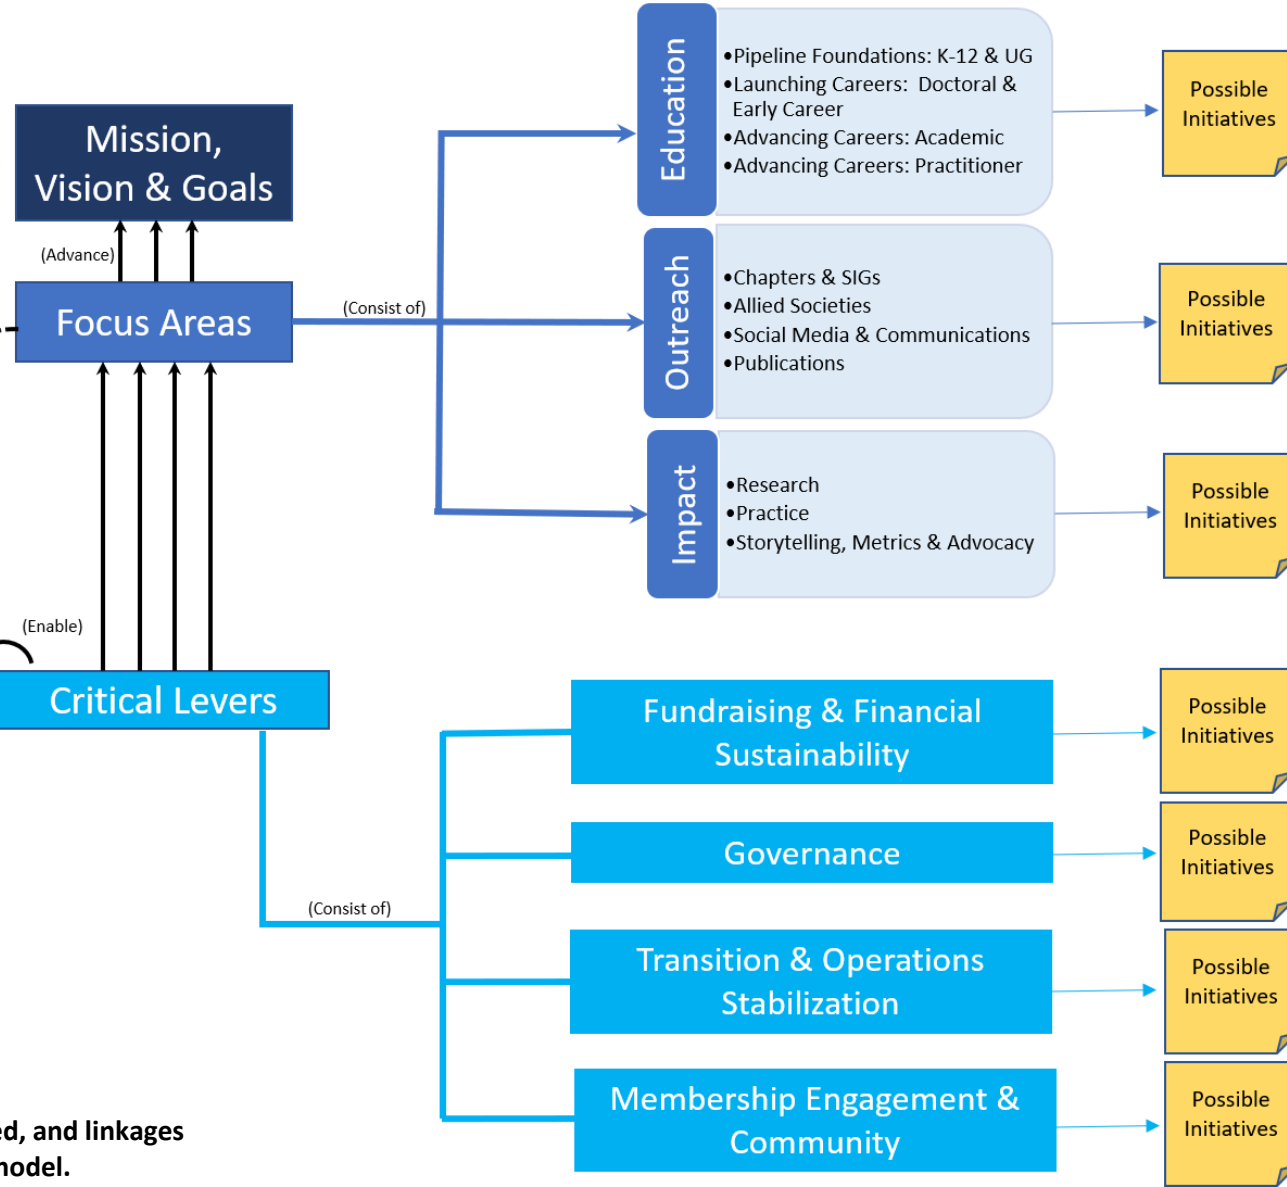 Mission,
Vision & Goals
(Advance)
Focus Areas
(Consist of)
Education
•Pipeline Foundations: K-12 & UG
•Launching Careers:  Doctoral &
Early Career
•Advancing Careers: Academic
•Advancing Careers: Practitioner
Possible
Initiatives
Outreach
•Chapters & SIGs
•Allied Societies
•Social Media & Communications
•Publications
Possible
Initiatives
Impact
•Research
•Practice
•Storytelling, Metrics & Advocacy
Possible
Initiatives
(Enable)
Critical Levers
(Consist of)
Fundraising & Financial
Sustainability
Possible
Initiatives
Governance
Possible
Initiatives
Transition & Operations
Stabilization
Possible
Initiatives
Membership Engagement &
Community
Possible
Initiatives
ed, and linkages
model.